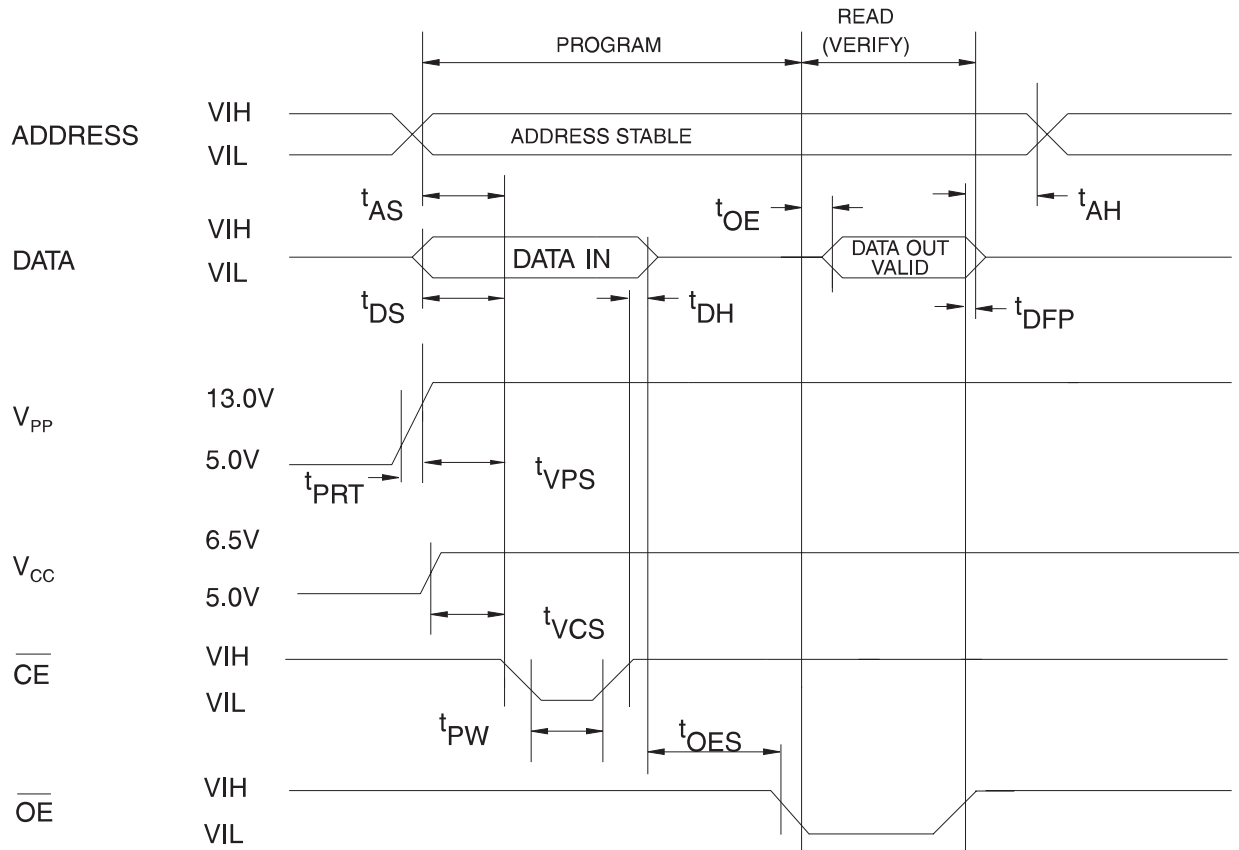 READ
PROGRAM (VERIFY)
VIH
ADDRESS ADDRESS STABLE
VIL
tAS tOE tAH
VIH
DATA DATA IN DATA OUT VALID
VIL
tDS tDH tDFP
13.0V
VPP
5.0V
tPRT tVPS
6.5V
VCC
5.0V
tVCS
VIH
CE
VIL
tPW tOES
VIH
OE
VIL